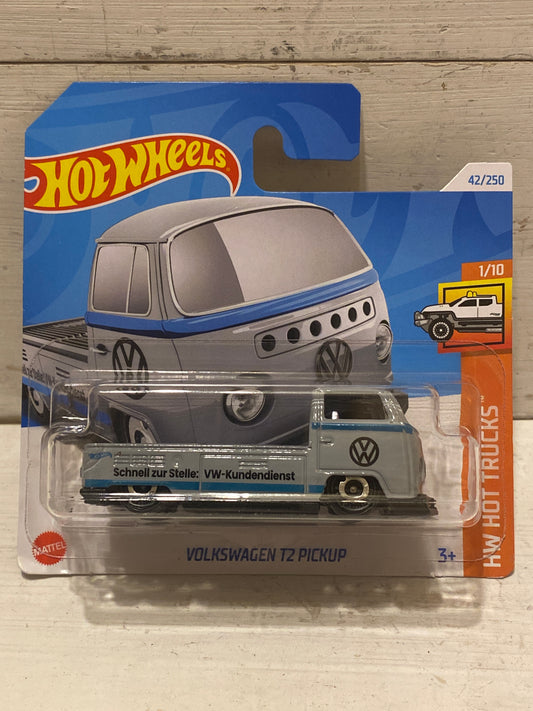 HOT WHEELS
42/250
1/10
HW HOT TRUCKS™
Schnell zur Stelle: VW-Kundendienst
MATTEL
VOLKSWAGEN T2 PICKUP
3+